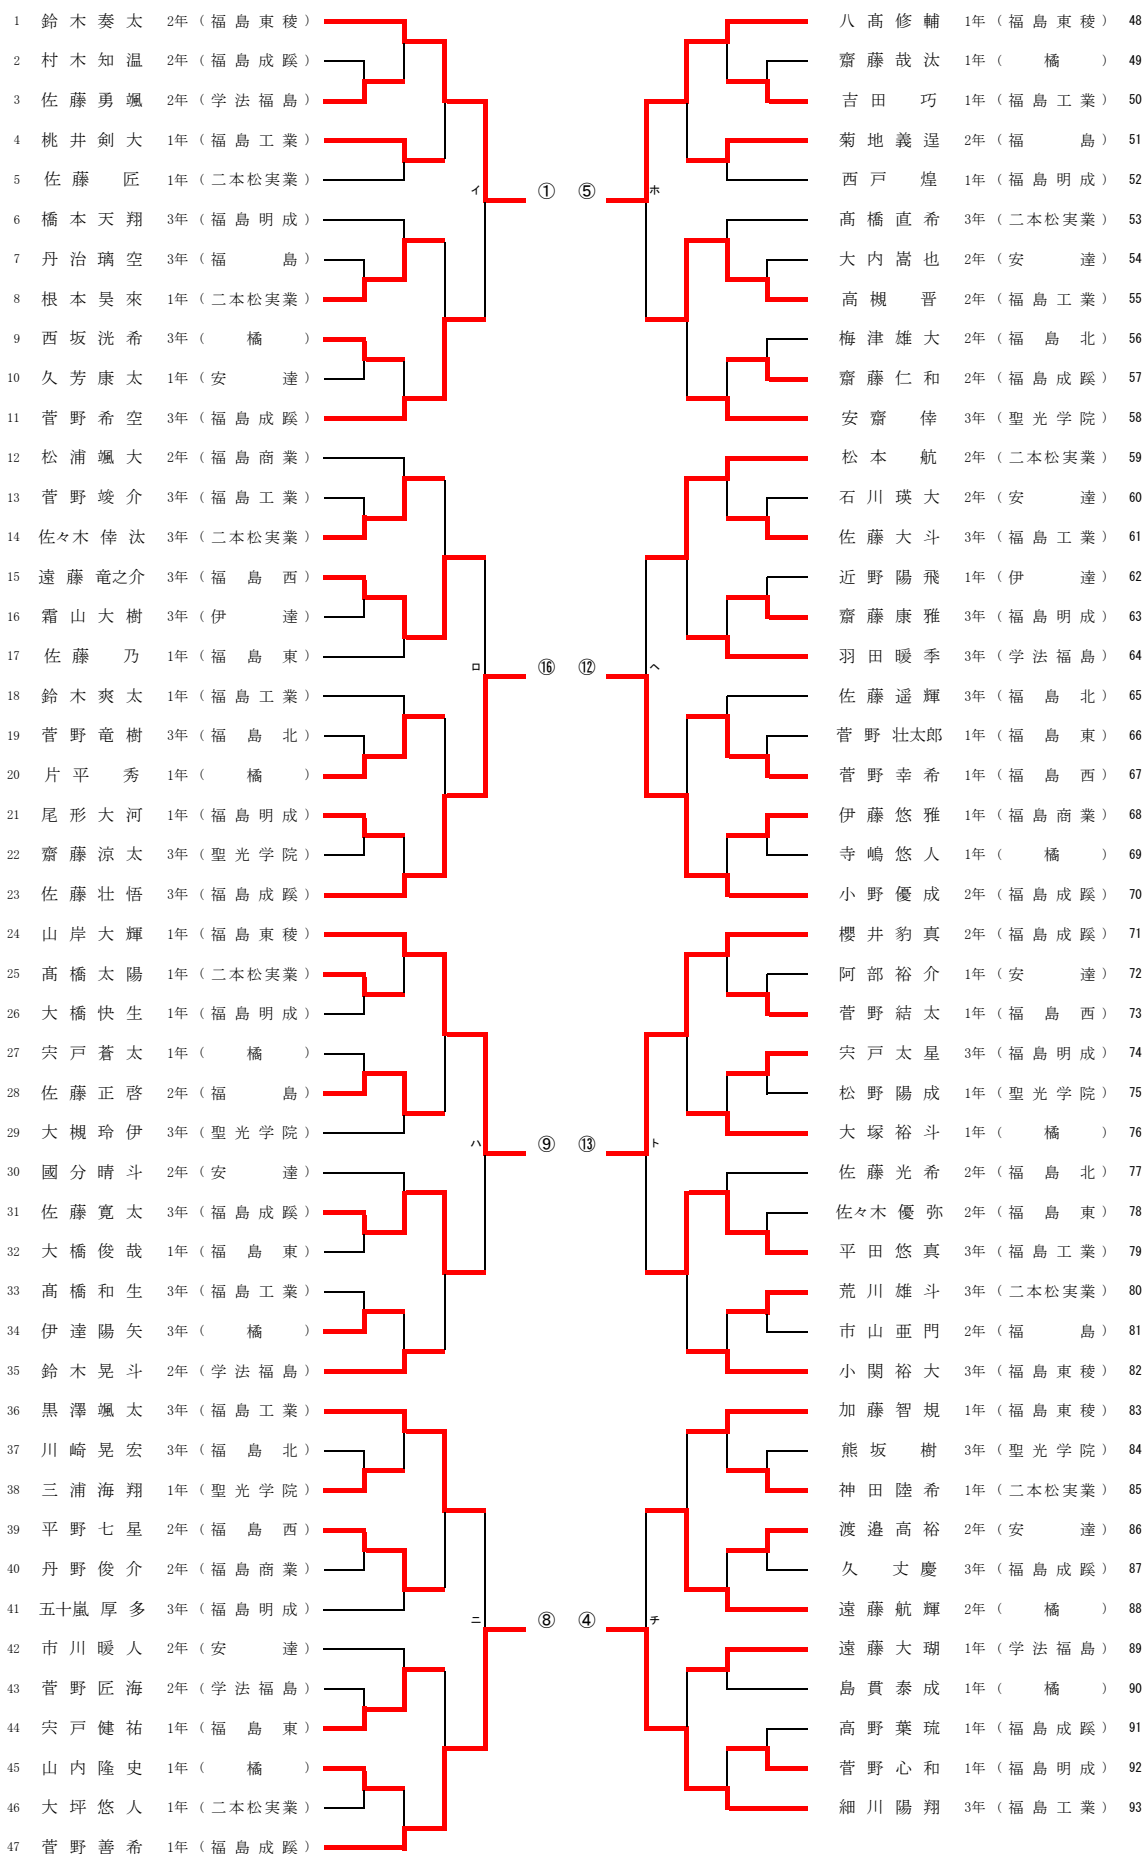 1 鈴木奏太 2年（福島東稜）
2 村木知温 2年（福島成蹊）
3 佐藤勇颯 2年（学法福島）
4 桃井剣大 1年（福島工業）
5 佐藤 匠 1年（二本松実業）
6 橋本天翔 3年（福島明成）
7 丹治璃空 3年（福島）
8 根本昊來 1年（二本松実業）
9 西坂洸希 3年（橘）
10 久芳康太 1年（安達）
11 菅野希空 3年（福島成蹊）
イ ①
12 松浦颯大 2年（福島商業）
13 菅野竣介 3年（福島工業）
14 佐々木倖汰 3年（二本松実業）
15 遠藤竜之介 3年（福島西）
16 霜山大樹 3年（伊達）
17 佐藤 乃 1年（福島東）
18 鈴木爽太 1年（福島工業）
19 菅野竜樹 3年（福島北）
20 片平 秀 1年（橘）
21 尾形大河 1年（福島明成）
22 齋藤涼太 3年（聖光学院）
23 佐藤壮悟 3年（福島成蹊）
ロ ⑯
24 山岸大輝 1年（福島東稜）
25 髙橋太陽 1年（二本松実業）
26 大橋快生 1年（福島明成）
27 宍戸蒼太 1年（橘）
28 佐藤正啓 2年（福島）
29 大槻玲伊 3年（聖光学院）
30 國分晴斗 2年（安達）
31 佐藤寛太 3年（福島成蹊）
32 大橋俊哉 1年（福島東）
33 髙橋和生 3年（福島工業）
34 伊達陽矢 3年（橘）
35 鈴木晃斗 2年（学法福島）
ハ ⑨
36 黒澤颯太 3年（福島工業）
37 川崎晃宏 3年（福島北）
38 三浦海翔 1年（聖光学院）
39 平野七星 2年（福島西）
40 丹野俊介 2年（福島商業）
41 五十嵐厚多 3年（福島明成）
42 市川暖人 2年（安達）
43 菅野匠海 2年（学法福島）
44 宍戸健祐 1年（福島東）
45 山内隆史 1年（橘）
46 大坪悠人 1年（二本松実業）
47 菅野善希 1年（福島成蹊）
ニ ⑧
八髙修輔 1年（福島東稜） 48
齋藤哉汰 1年（橘） 49
吉田 巧 1年（福島工業） 50
菊地義逞 2年（福島） 51
西戸 煌 1年（福島明成） 52
髙橋直希 3年（二本松実業） 53
大内嵩也 2年（安達） 54
高槻 晋 2年（福島工業） 55
梅津雄大 2年（福島北） 56
齋藤仁和 2年（福島成蹊） 57
安齋 倖 3年（聖光学院） 58
⑤ ホ
松本 航 2年（二本松実業） 59
石川瑛大 2年（安達） 60
佐藤大斗 3年（福島工業） 61
近野陽飛 1年（伊達） 62
齋藤康雅 3年（福島明成） 63
羽田暖季 3年（学法福島） 64
佐藤遥輝 3年（福島北） 65
菅野壮太郎 1年（福島東） 66
菅野幸希 1年（福島西） 67
伊藤悠雅 1年（福島商業） 68
寺嶋悠人 1年（橘） 69
小野優成 2年（福島成蹊） 70
⑫ ヘ
櫻井豹真 2年（福島成蹊） 71
阿部裕介 1年（安達） 72
菅野結太 1年（福島西） 73
宍戸太星 3年（福島明成） 74
松野陽成 1年（聖光学院） 75
大塚裕斗 1年（橘） 76
佐藤光希 2年（福島北） 77
佐々木優弥 2年（福島東） 78
平田悠真 3年（福島工業） 79
荒川雄斗 3年（二本松実業） 80
市山亜門 2年（福島） 81
小関裕大 3年（福島東稜） 82
⑬ ト
加藤智規 1年（福島東稜） 83
熊坂 樹 3年（聖光学院） 84
神田陸希 1年（二本松実業） 85
渡邉高裕 2年（安達） 86
久 丈慶 3年（福島成蹊） 87
遠藤航輝 2年（橘） 88
遠藤大瑚 1年（学法福島） 89
島貫泰成 1年（橘） 90
高野葉琉 1年（福島成蹊） 91
菅野心和 1年（福島明成） 92
細川陽翔 3年（福島工業） 93
④ チ